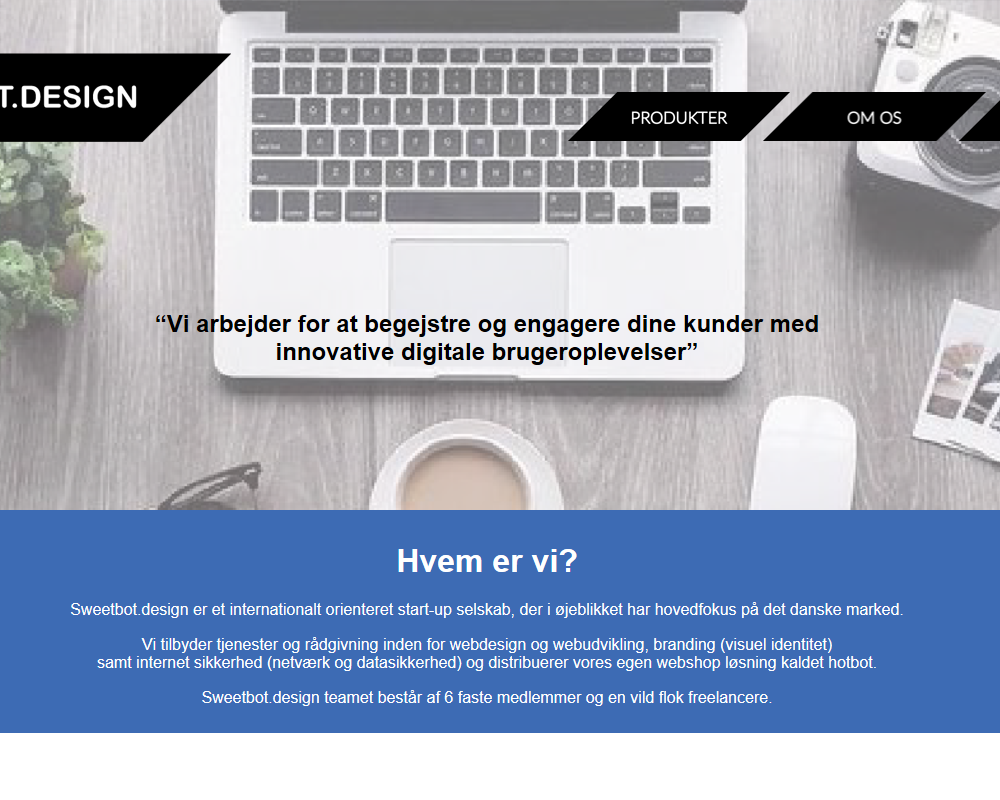 T.DESIGN
PRODUKTER
OM OS
“Vi arbejder for at begejstre og engagere dine kunder med
innovative digitale brugeroplevelser”
Hvem er vi?
Sweetbot.design er et internationalt orienteret start-up selskab, der i øjeblikket har hovedfokus på det danske marked.
Vi tilbyder tjenester og rådgivning inden for webdesign og webudvikling, branding (visuel identitet)
samt internet sikkerhed (netværk og datasikkerhed) og distribuerer vores egen webshop løsning kaldet hotbot.
Sweetbot.design teamet består af 6 faste medlemmer og en vild flok freelancere.